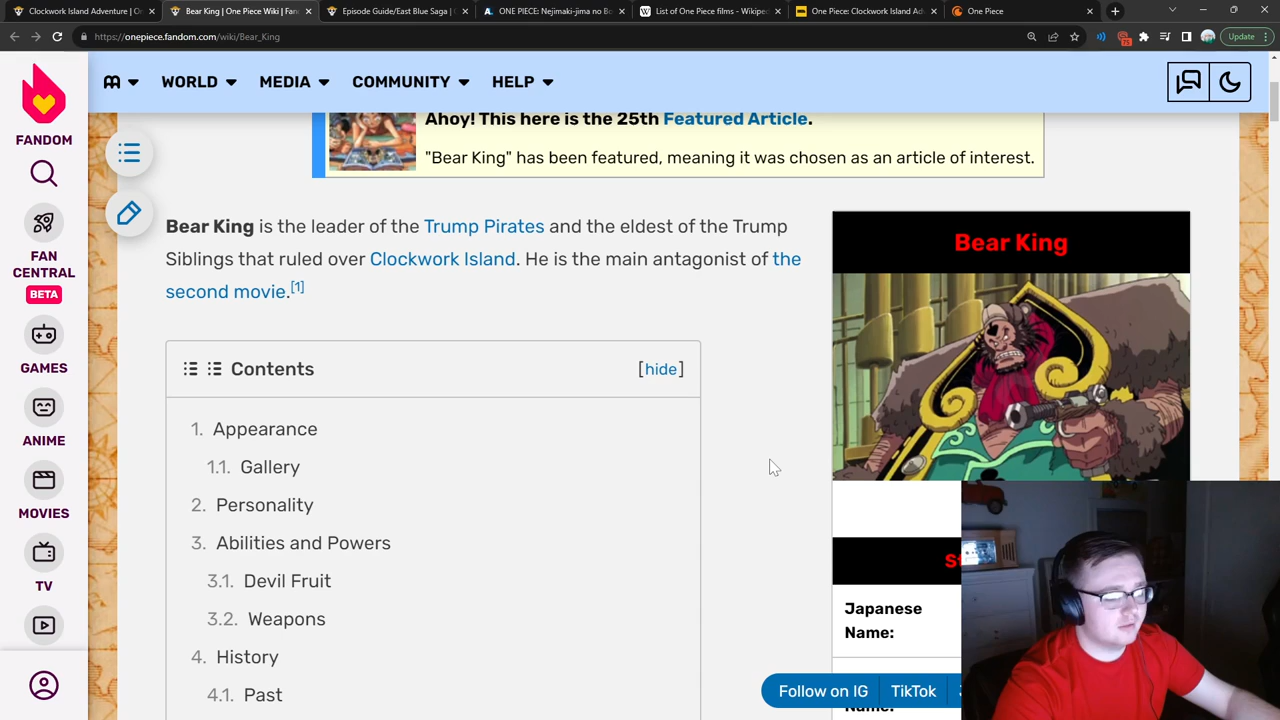 Clockwork Island Adventure | O
Bear King | One Piece Wiki | Fan
Episode Guide/East Blue Saga | O
ONE PIECE: Nejimaki-jima no Bo
List of One Piece films - Wikiped
One Piece: Clockwork Island Adv
One Piece
https://onepiece.fandom.com/wiki/Bear_King
Update
WORLD
MEDIA
COMMUNITY
HELP
FANDOM
FAN
CENTRAL
BETA
GAMES
ANIME
MOVIES
TV
Ahoy! This here is the 25th Featured Article.
"Bear King" has been featured, meaning it was chosen as an article of interest.
Bear King is the leader of the Trump Pirates and the eldest of the Trump
Siblings that ruled over Clockwork Island. He is the main antagonist of the
second movie.[1]
Contents [hide]
1. Appearance
1.1. Gallery
2. Personality
3. Abilities and Powers
3.1. Devil Fruit
3.2. Weapons
4. History
4.1. Past
Bear King
Japanese
Name:
Follow on IG
TikTok